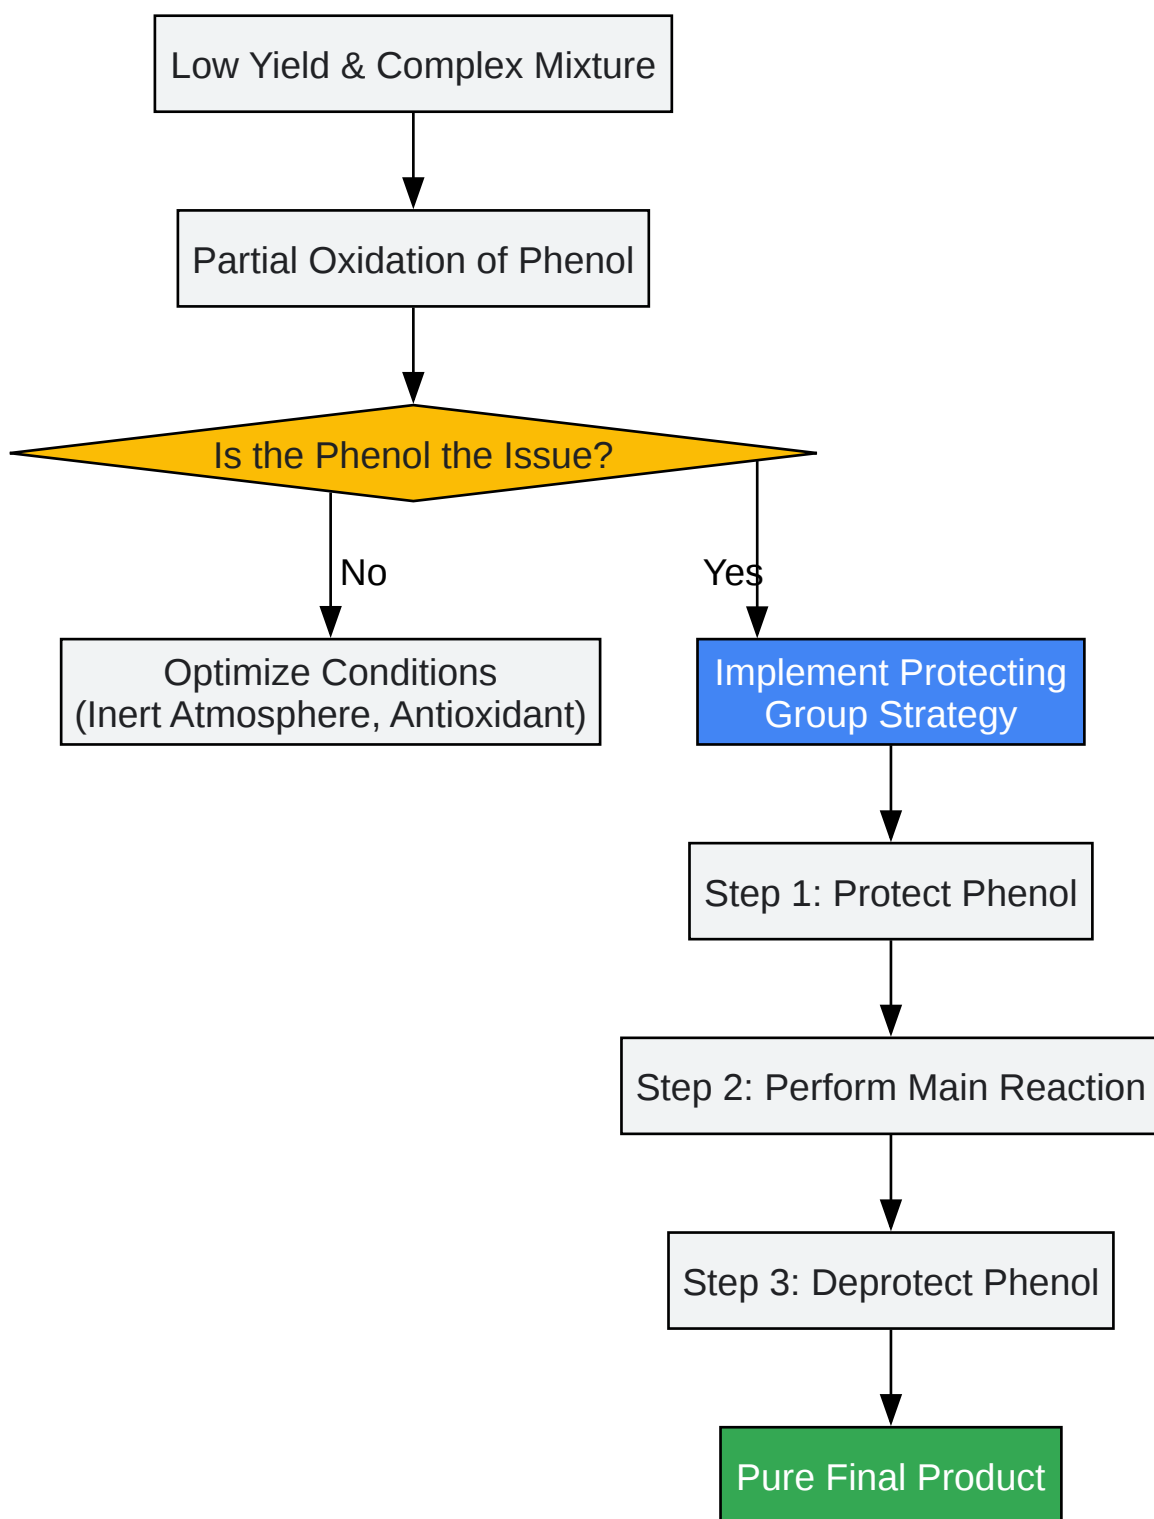 Low Yield & Complex Mixture
Partial Oxidation of Phenol
Is the Phenol the Issue?
No
Yes
Optimize Conditions
(Inert Atmosphere, Antioxidant)
Implement Protecting
Group Strategy
Step 1: Protect Phenol
Step 2: Perform Main Reaction
Step 3: Deprotect Phenol
Pure Final Product